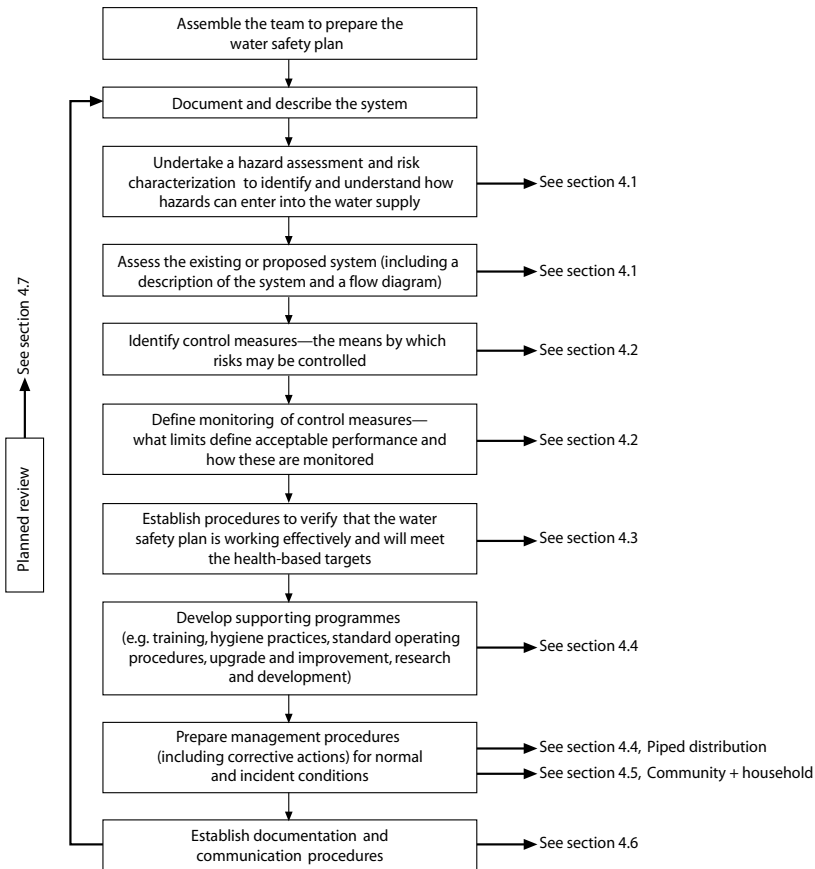 Assemble the team to prepare the
water safety plan
Document and describe the system
Undertake a hazard assessment and risk
characterization to identify and understand how
hazards can enter into the water supply
See section 4.1
Assess the existing or proposed system (including a
description of the system and a flow diagram)
See section 4.1
Identify control measures—the means by which
risks may be controlled
See section 4.2
Define monitoring of control measures—
what limits define acceptable performance and
how these are monitored
See section 4.2
Establish procedures to verify that the water
safety plan is working effectively and will meet
the health-based targets
See section 4.3
Develop supporting programmes
(e.g. training, hygiene practices, standard operating
procedures, upgrade and improvement, research
and development)
See section 4.4
Prepare management procedures
(including corrective actions) for normal
and incident conditions
See section 4.4, Piped distribution
See section 4.5, Community + household
Establish documentation and
communication procedures
See section 4.6
Planned review
See section 4.7